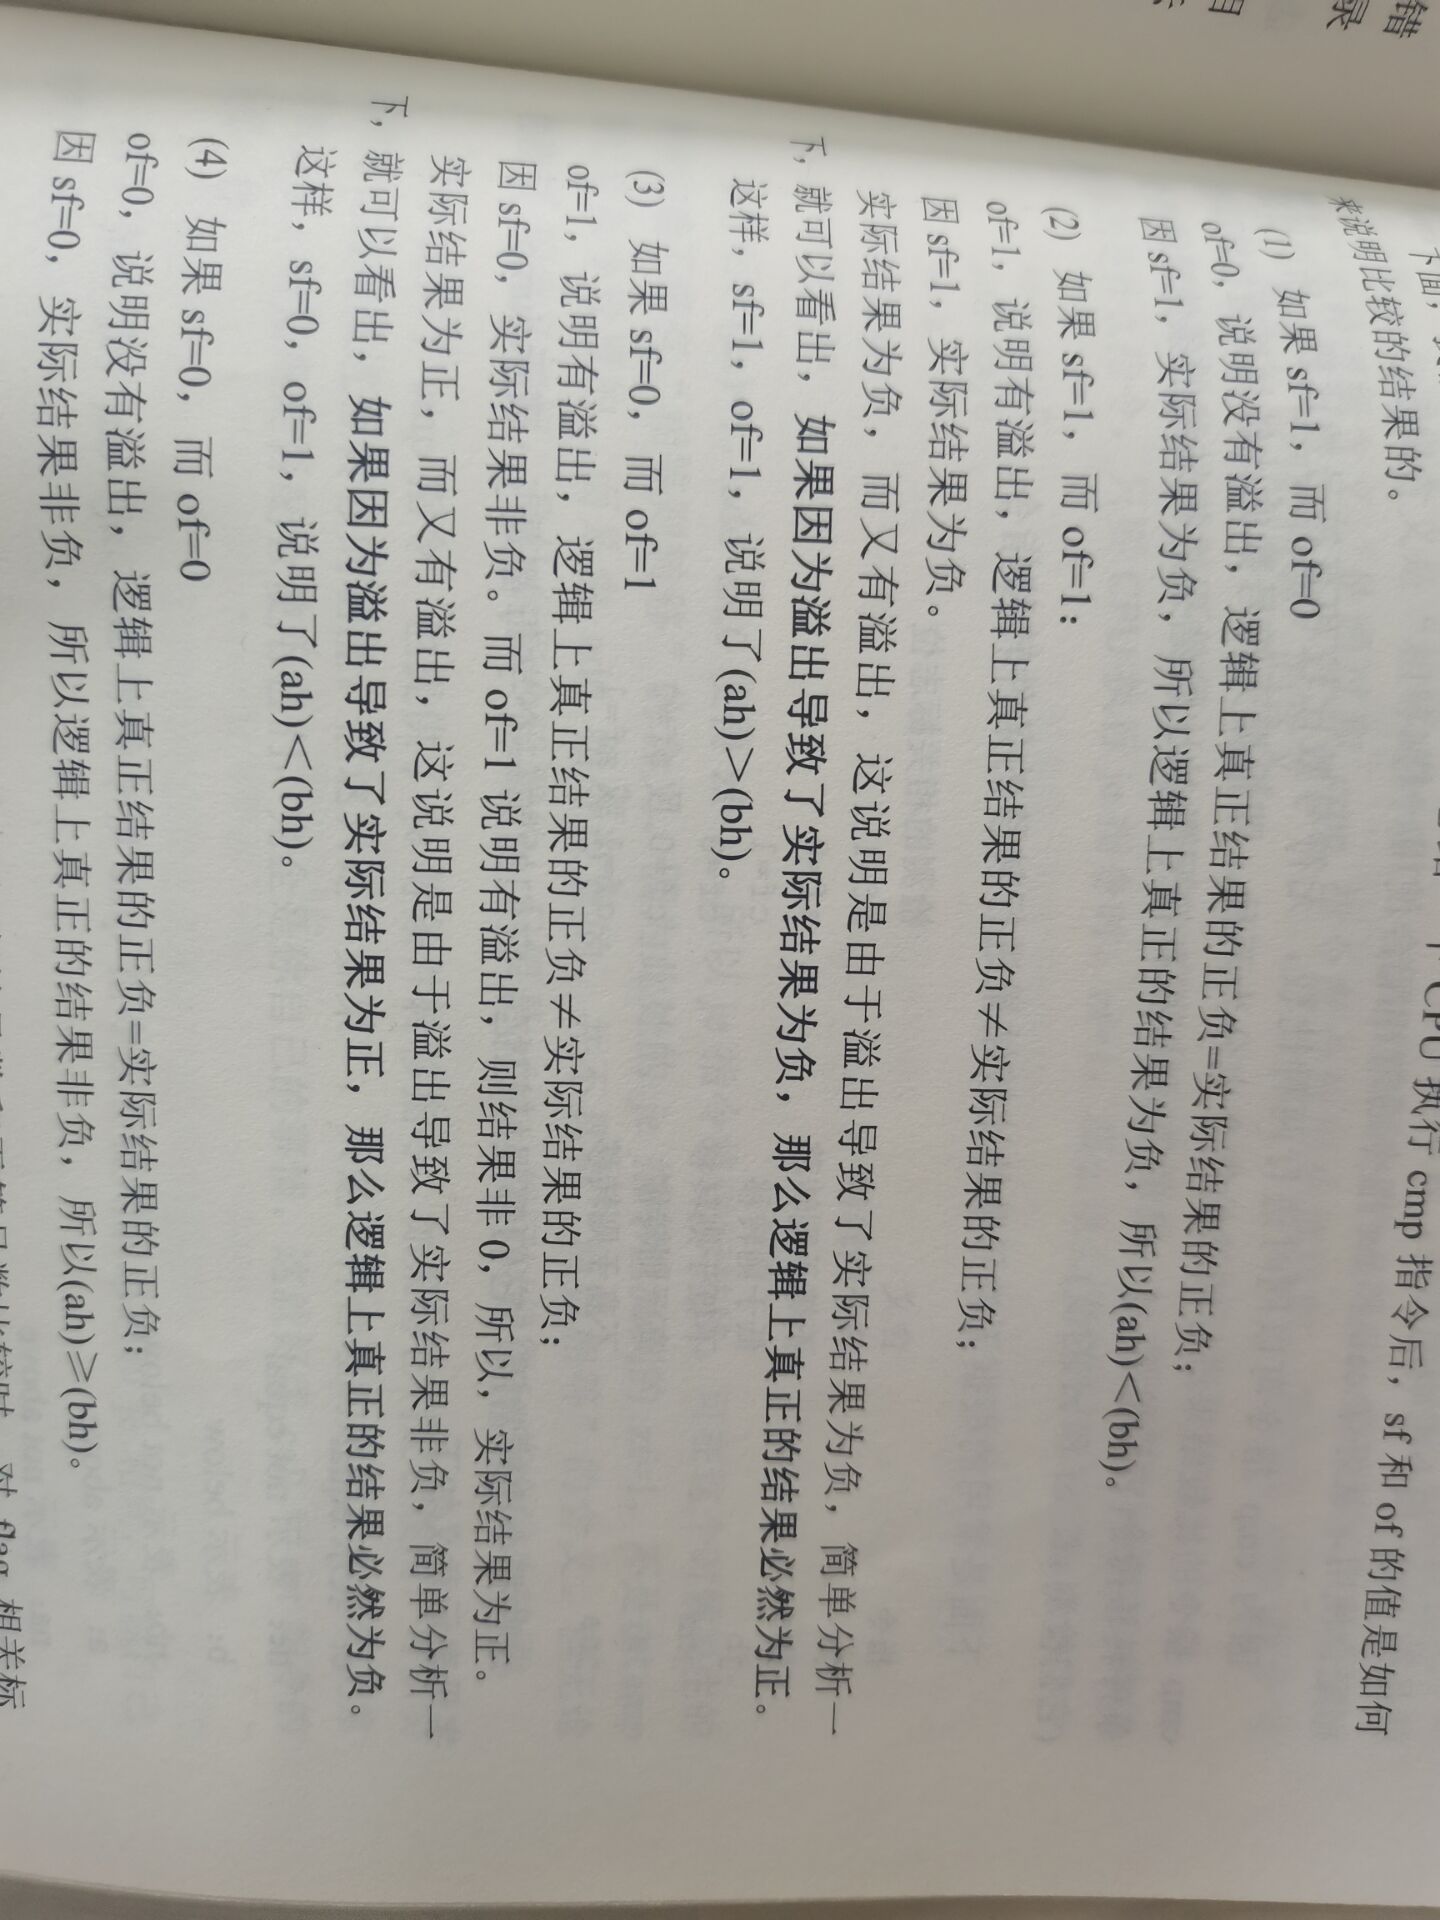 错
录
目
下面，
CPU 执行 cmp 指令后，sf 和 of 的值是如何
来说明比较的结果的。
(1) 如果 sf=1，而 of=0
of=0，说明没有溢出，逻辑上真正结果的正负=实际结果的正负；
因 sf=1，实际结果为负，所以逻辑上真正的结果为负，所以(ah)＜(bh)。
(2) 如果 sf=1，而 of=1：
of=1，说明有溢出，逻辑上真正结果的正负≠实际结果的正负；
因 sf=1，实际结果为负。
实际结果为负，而又有溢出，这说明是由于溢出导致了实际结果为负，简单分析一
下，就可以看出，如果因为溢出导致了实际结果为负，那么逻辑上真正的结果必然为正。
这样，sf=1，of=1，说明了(ah)＞(bh)。
(3) 如果 sf=0，而 of=1
of=1，说明有溢出，逻辑上真正结果的正负≠实际结果的正负；
因 sf=0，实际结果非负。而 of=1 说明有溢出，则结果非 0，所以，实际结果为正。
实际结果为正，而又有溢出，这说明是由于溢出导致了实际结果非负，简单分析一
下，就可以看出，如果因为溢出导致了实际结果为正，那么逻辑上真正的结果必然为负。
这样，sf=0，of=1，说明了(ah)＜(bh)。
(4) 如果 sf=0，而 of=0
of=0，说明没有溢出，逻辑上真正结果的正负=实际结果的正负；
因 sf=0，实际结果非负，所以逻辑上真正的结果非负，所以(ah)≥(bh)。
对 flag 相关标